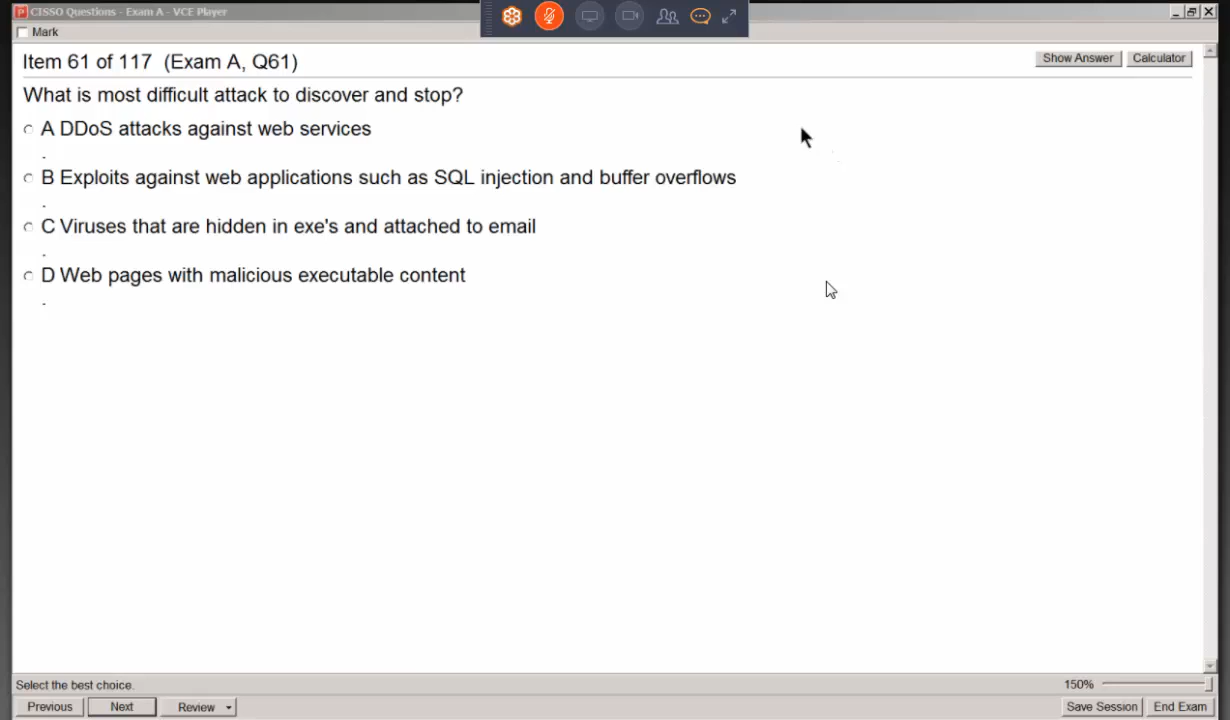 CISSO Questions - Exam A - VCE Player
Mark
Item 61 of 117 (Exam A, Q61)
Show Answer
Calculator
What is most difficult attack to discover and stop?
A DDoS attacks against web services
.
B Exploits against web applications such as SQL injection and buffer overflows
.
C Viruses that are hidden in exe's and attached to email
.
D Web pages with malicious executable content
.
Select the best choice.
150%
Previous
Next
Review
Save Session
End Exam